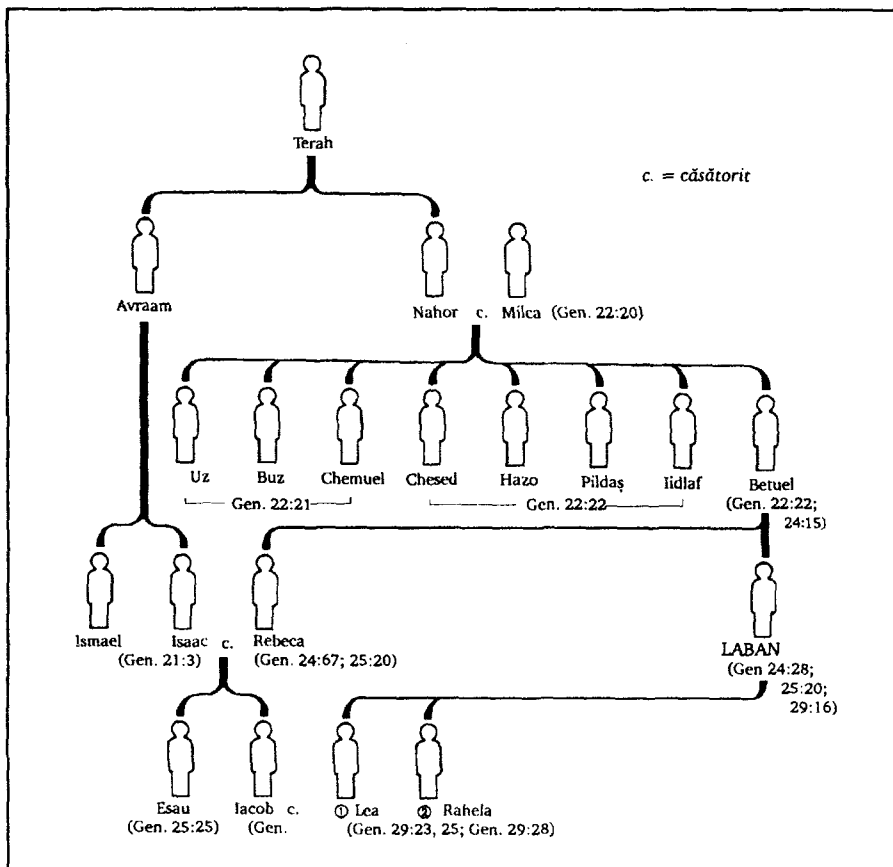 Terah
c. = căsătorit
Avraam
Nahor c. Milca (Gen. 22:20)
Uz Buz Chemuel Chesed Hazo Pildaş Iidlaf Betuel
Gen. 22:21 Gen. 22:22 (Gen. 22:22;
24:15)
Ismael Isaac c. Rebeca LABAN
(Gen. 21:3) (Gen. 24:67; 25:20) (Gen 24:28;
25:20;
29:16)
Esau Iacob c. ① Lea ② Rahela
(Gen. 25:25) (Gen. (Gen. 29:23, 25; Gen. 29:28)